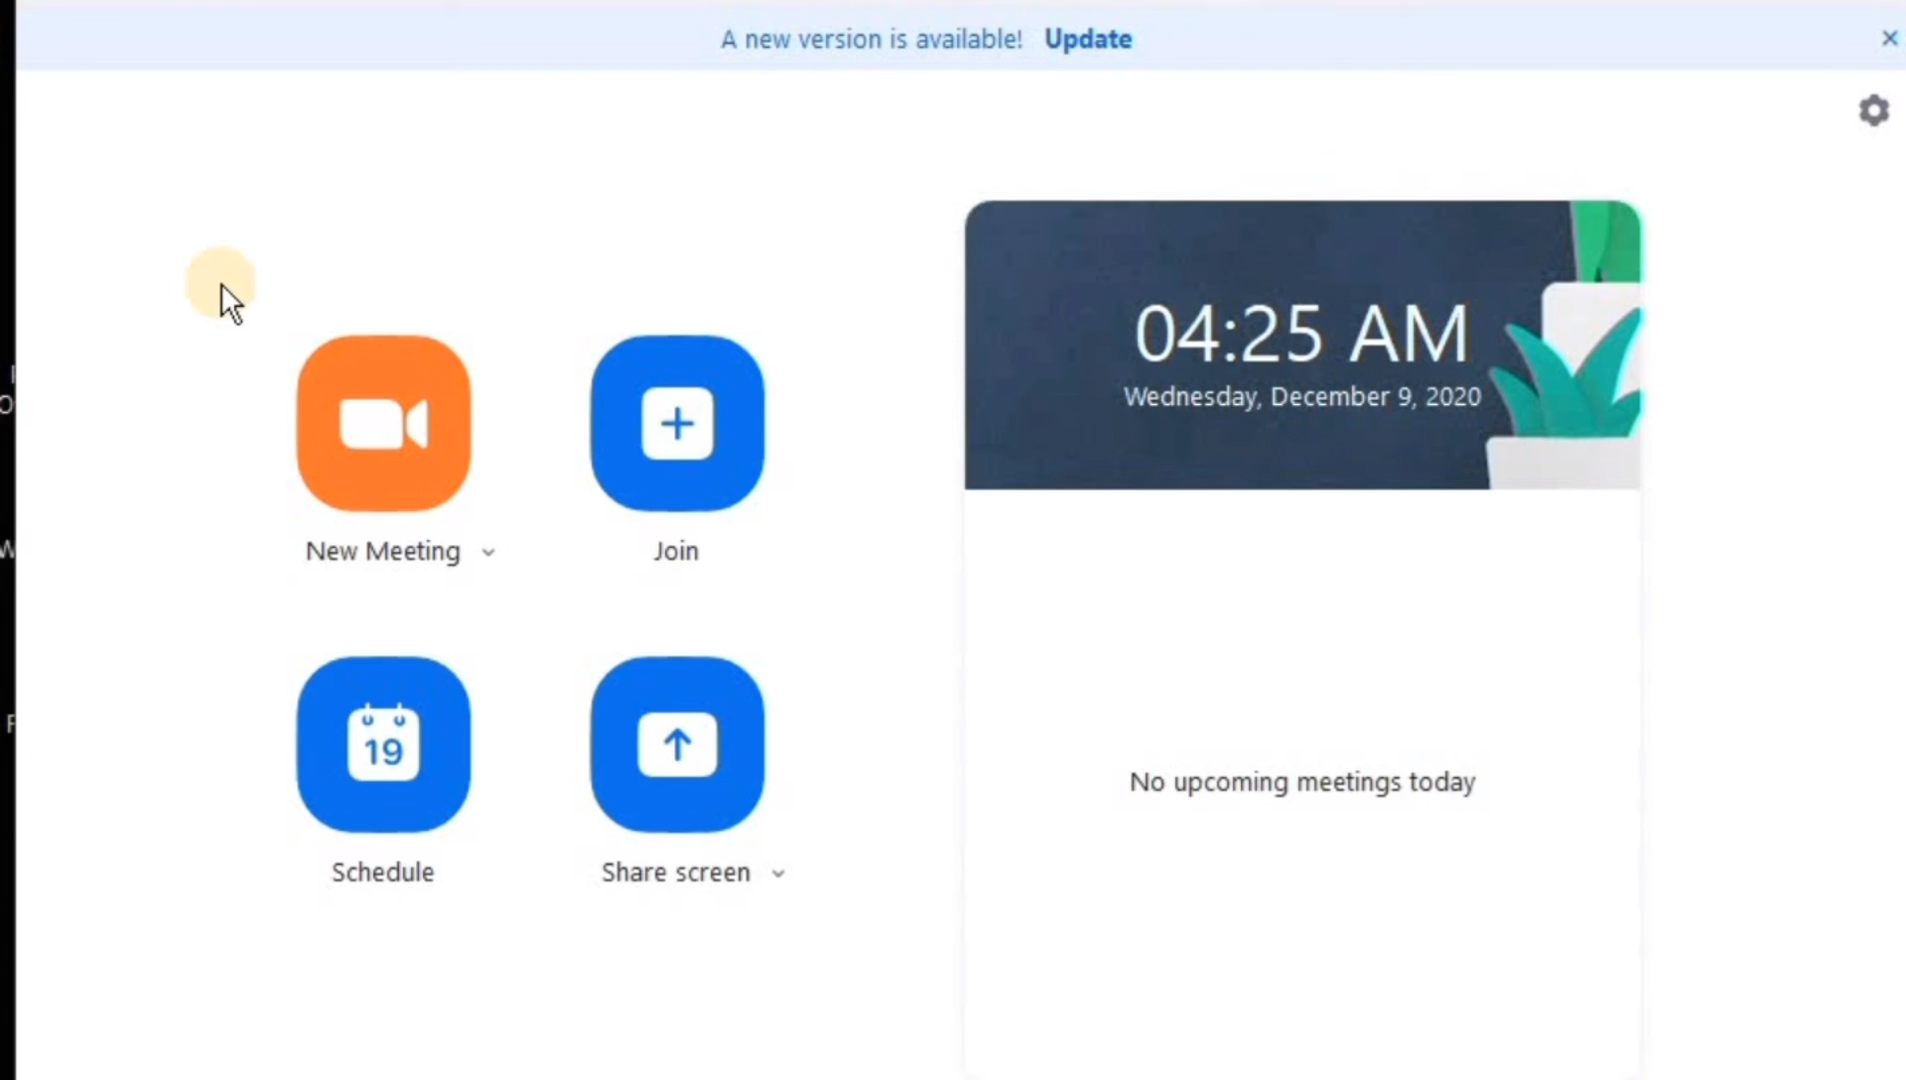 A new version is available! Update
04:25 AM
Wednesday, December 9, 2020
New Meeting
Join
19
Schedule
Share screen
No upcoming meetings today